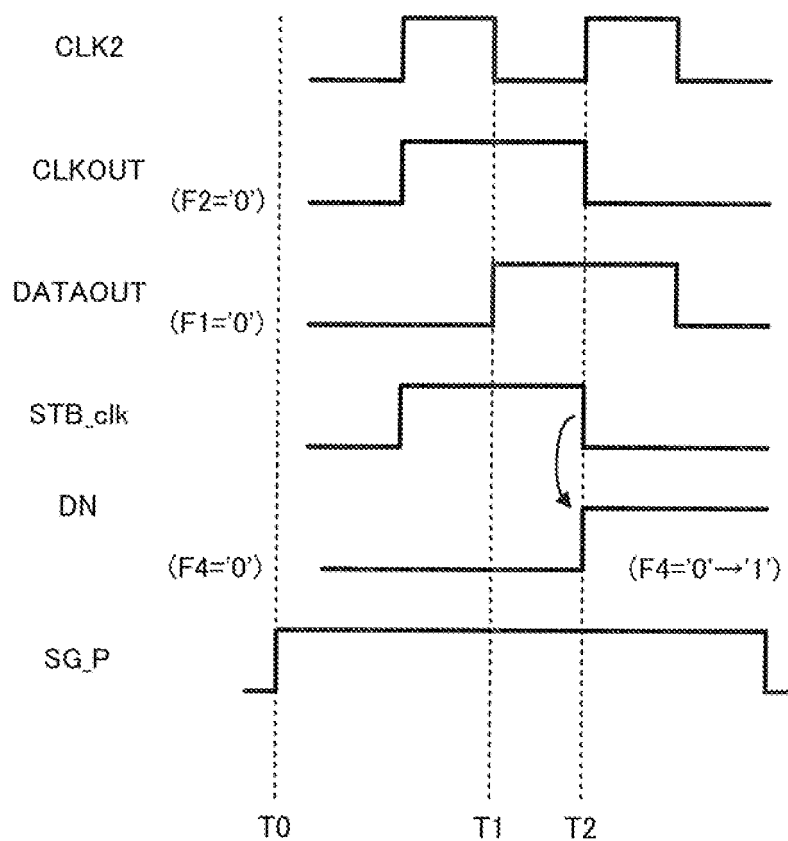 CLK2
CLKOUT
(F2='0')
DATAOUT
(F1='0')
STB_clk
DN
(F4='0')
(F4='0'→'1')
SG_P
T0 T1 T2